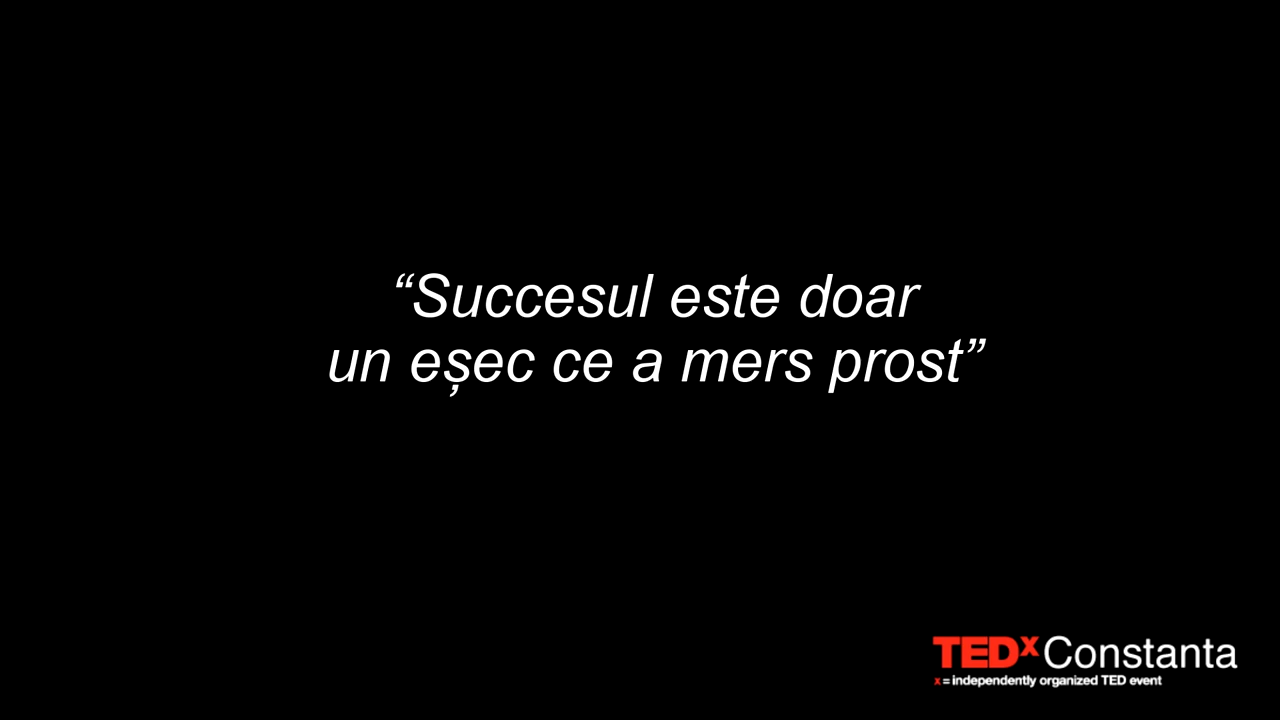 “Succesul este doar
un eșec ce a mers prost”
TEDx Constanta
x = independently organized TED event